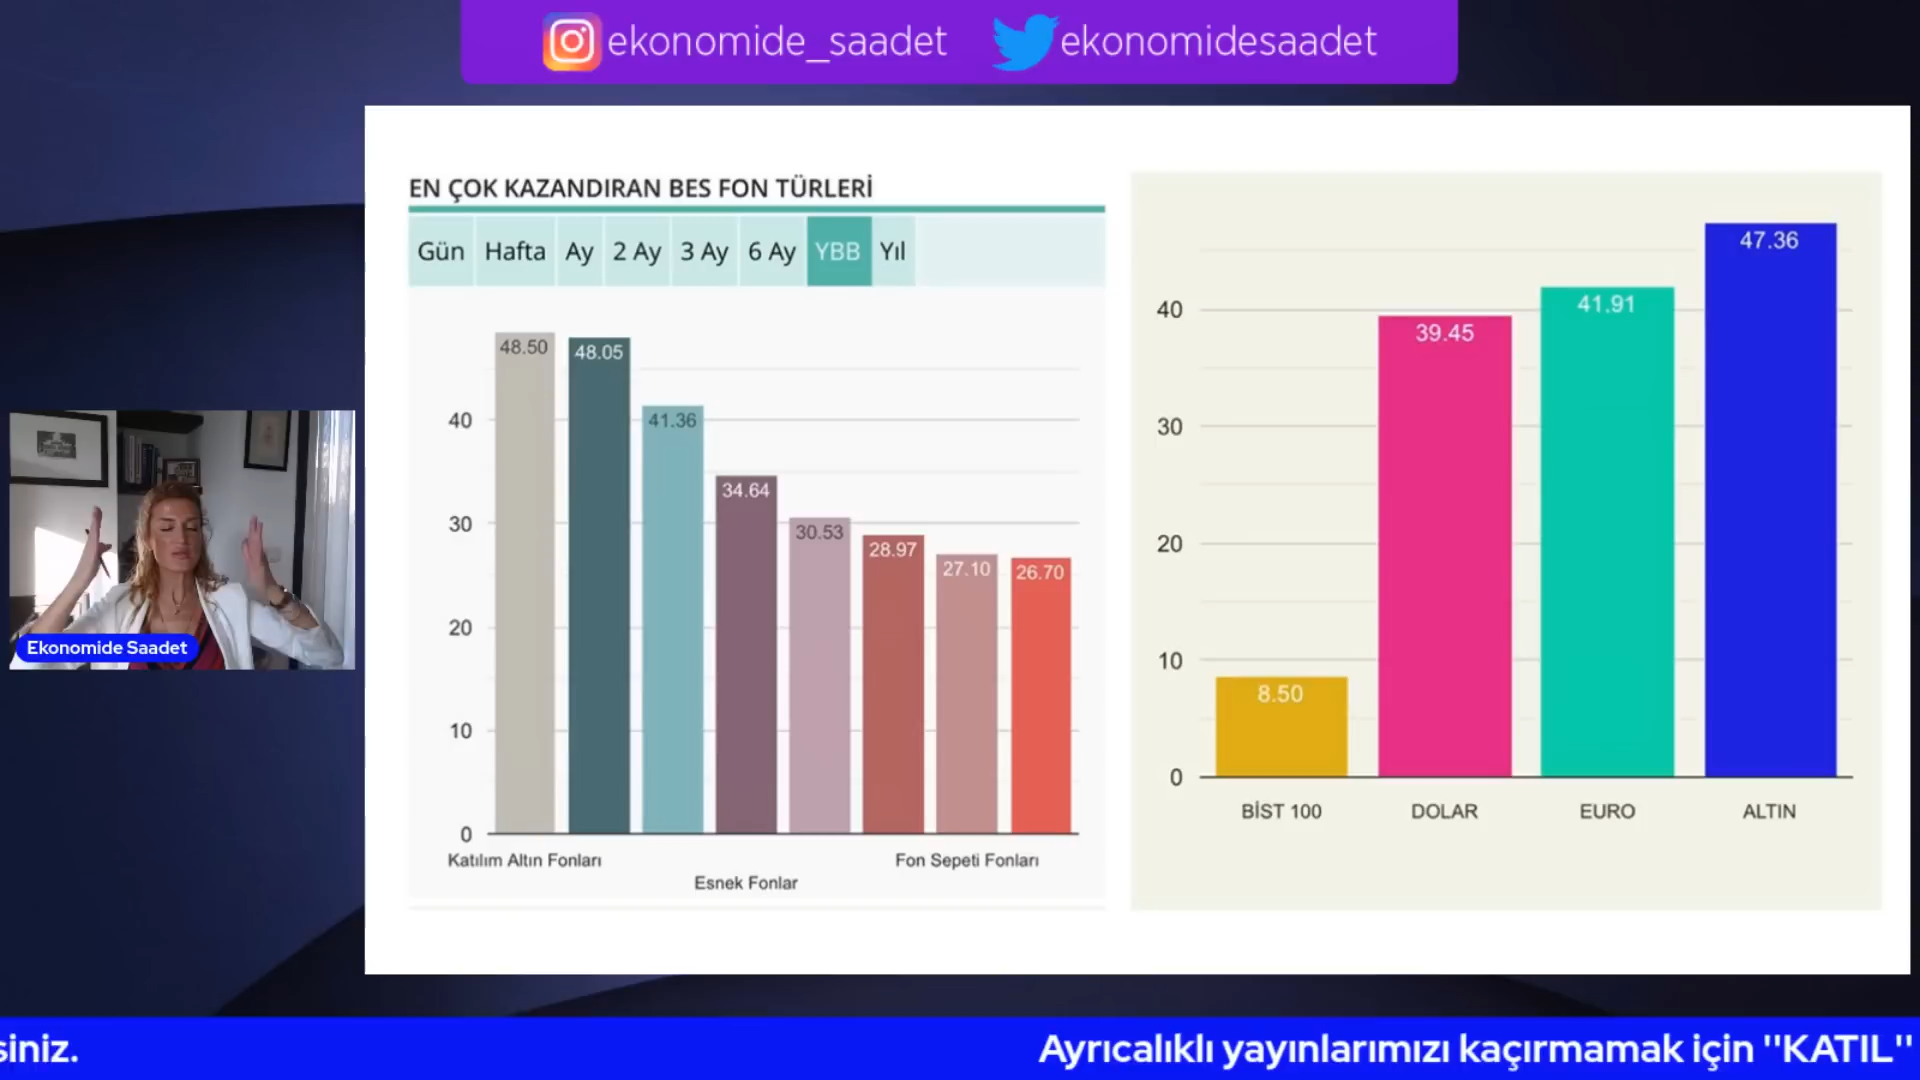 ekonomide_saadet ekonomidesaadet
EN ÇOK KAZANDIRAN BES FON TÜRLERİ
Gün Hafta Ay 2 Ay 3 Ay 6 Ay YBB Yıl
48.50 48.05 41.36 34.64 30.53 28.97 27.10 26.70
40
30
20
10
0
Katılım Altın Fonları
Esnek Fonlar
Fon Sepeti Fonları
8.50 39.45 41.91 47.36
40
30
20
10
0
BİST 100 DOLAR EURO ALTIN
Ekonomide Saadet
siniz. Ayrıcalıklı yayınlarımızı kaçırmamak için "KATIL"